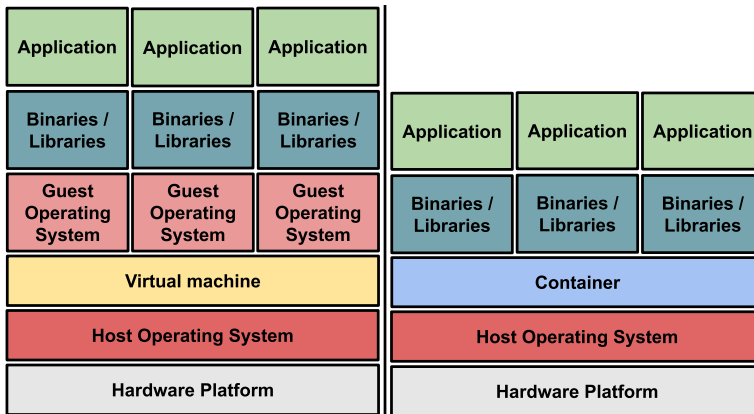 Application
Application
Application
Binaries /
Libraries
Binaries /
Libraries
Binaries /
Libraries
Guest
Operating
System
Guest
Operating
System
Guest
Operating
System
Virtual machine
Host Operating System
Hardware Platform
Application
Application
Application
Binaries /
Libraries
Binaries /
Libraries
Binaries /
Libraries
Container
Host Operating System
Hardware Platform